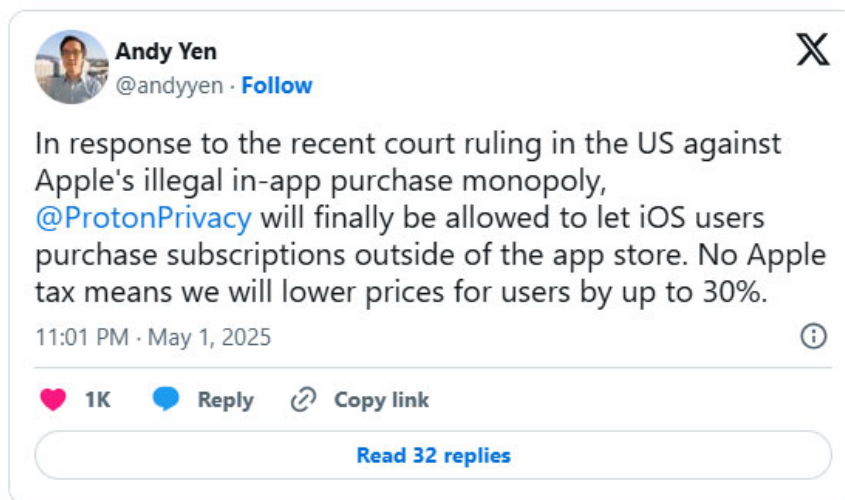 Andy Yen
@andyyen · Follow
In response to the recent court ruling in the US against
Apple's illegal in-app purchase monopoly,
@ProtonPrivacy will finally be allowed to let iOS users
purchase subscriptions outside of the app store. No Apple
tax means we will lower prices for users by up to 30%.
11:01 PM · May 1, 2025
1K Reply Copy link
Read 32 replies